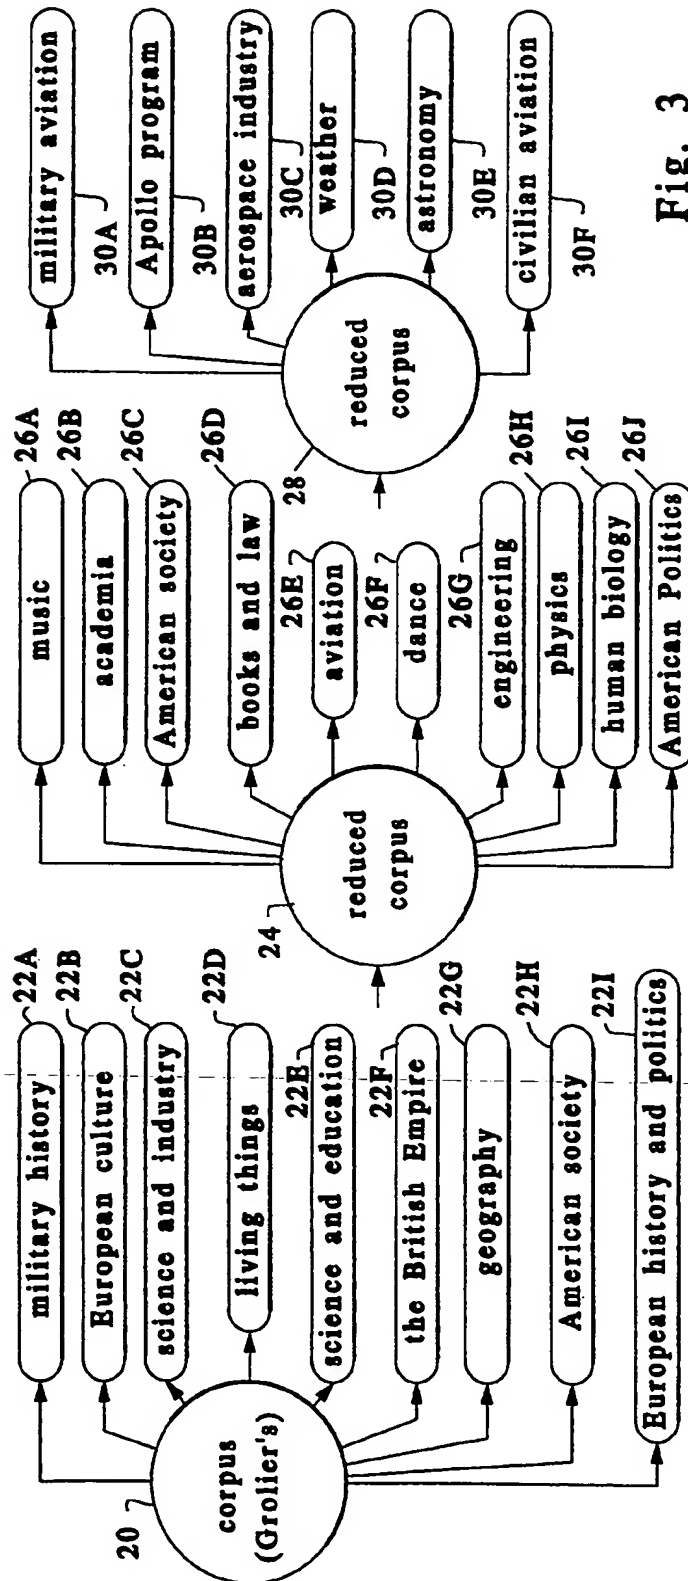 corpus
(Grolier's)
20
military history
22A
European culture
22B
science and industry
22C
living things
22D
science and education
22E
the British Empire
22F
geography
22G
American society
22H
European history and politics
22I
reduced
corpus
24
music
26A
academia
26B
American society
26C
books and law
26D
aviation
26E
dance
26F
engineering
26G
physics
26H
human biology
26I
American Politics
26J
reduced
corpus
28
military aviation
30A
Apollo program
30B
aerospace industry
30C
weather
30D
astronomy
30E
civilian aviation
30F
Fig. 3